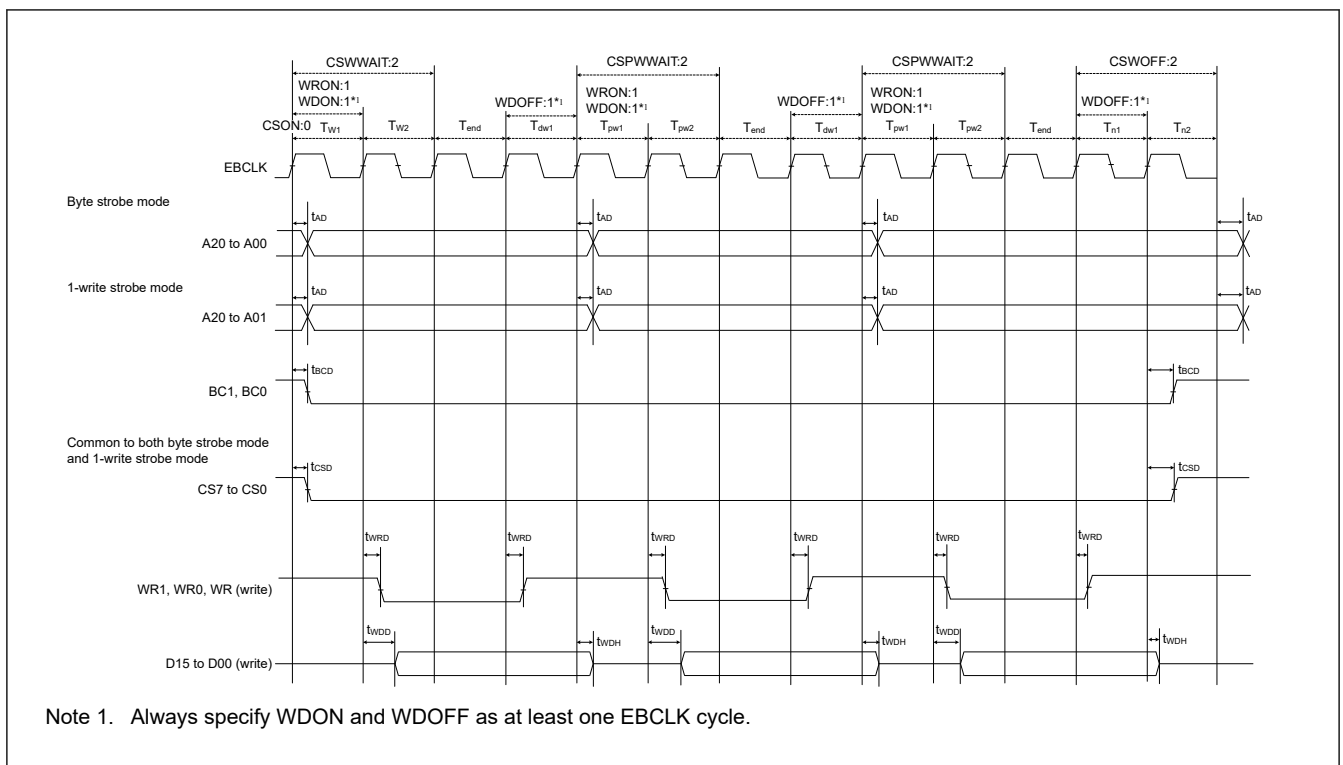 CSWWAIT:2 CSPWWAIT:2 CSPWWAIT:2 CSWOFF:2
WRON:1 WRON:1 WRON:1
WDON:1*1 WDOFF:1*1 WDON:1*1 WDOFF:1*1 WDON:1*1 WDOFF:1*1
CSON:0 TW1 TW2 Tend Tdw1 Tpw1 Tpw2 Tend Tdw1 Tpw1 Tpw2 Tend Tn1 Tn2
EBCLK
Byte strobe mode
tAD tAD tAD tAD
A20 to A00
1-write strobe mode
tAD tAD tAD tAD
A20 to A01
tBCD tBCD
BC1, BC0
Common to both byte strobe mode
and 1-write strobe mode
tCSD tCSD
CS7 to CS0
tWRD tWRD tWRD tWRD tWRD tWRD
WR1, WR0, WR (write)
tWDD tWDH tWDD tWDH tWDD tWDH
D15 to D00 (write)
Note 1. Always specify WDON and WDOFF as at least one EBCLK cycle.